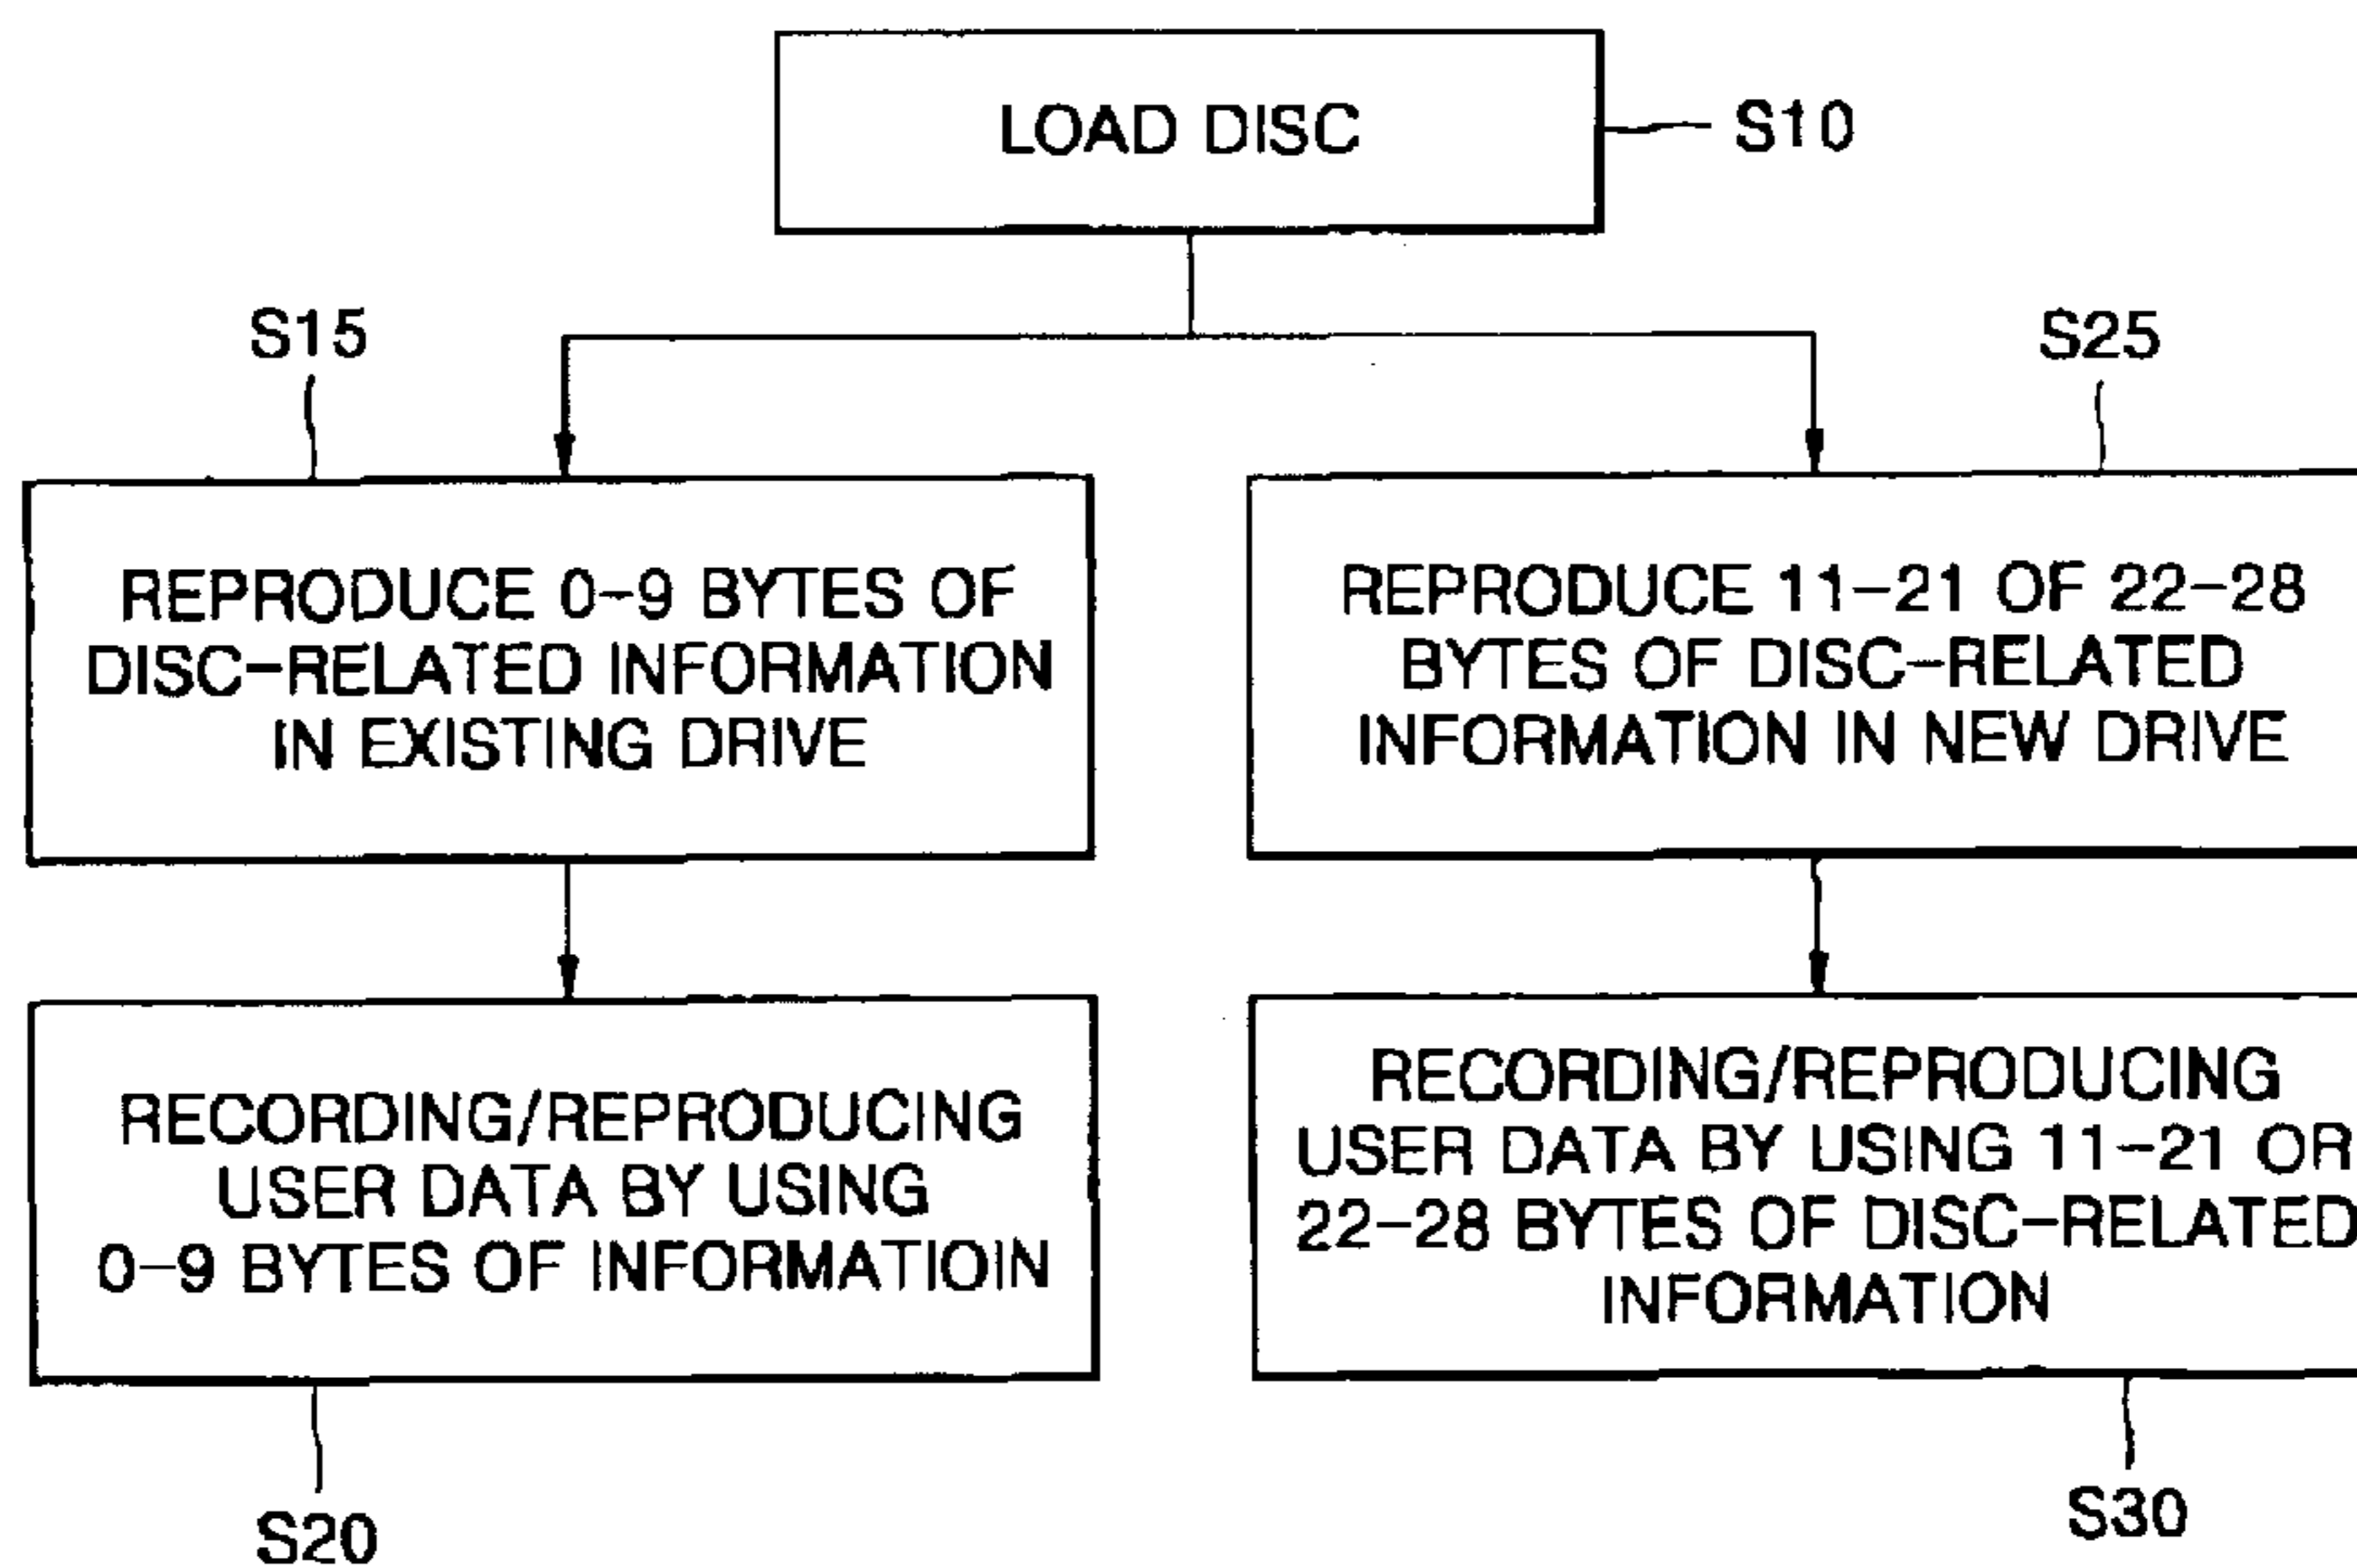 LOAD DISC
S10
S15
S25
REPRODUCE 0-9 BYTES OF
DISC-RELATED INFORMATION
IN EXISTING DRIVE
REPRODUCE 11-21 OF 22-28
BYTES OF DISC-RELATED
INFORMATION IN NEW DRIVE
RECORDING/REPRODUCING
USER DATA BY USING
0-9 BYTES OF INFORMATIOIN
RECORDING/REPRODUCING
USER DATA BY USING 11-21 OR
22-28 BYTES OF DISC-RELATED
INFORMATION
S20
S30